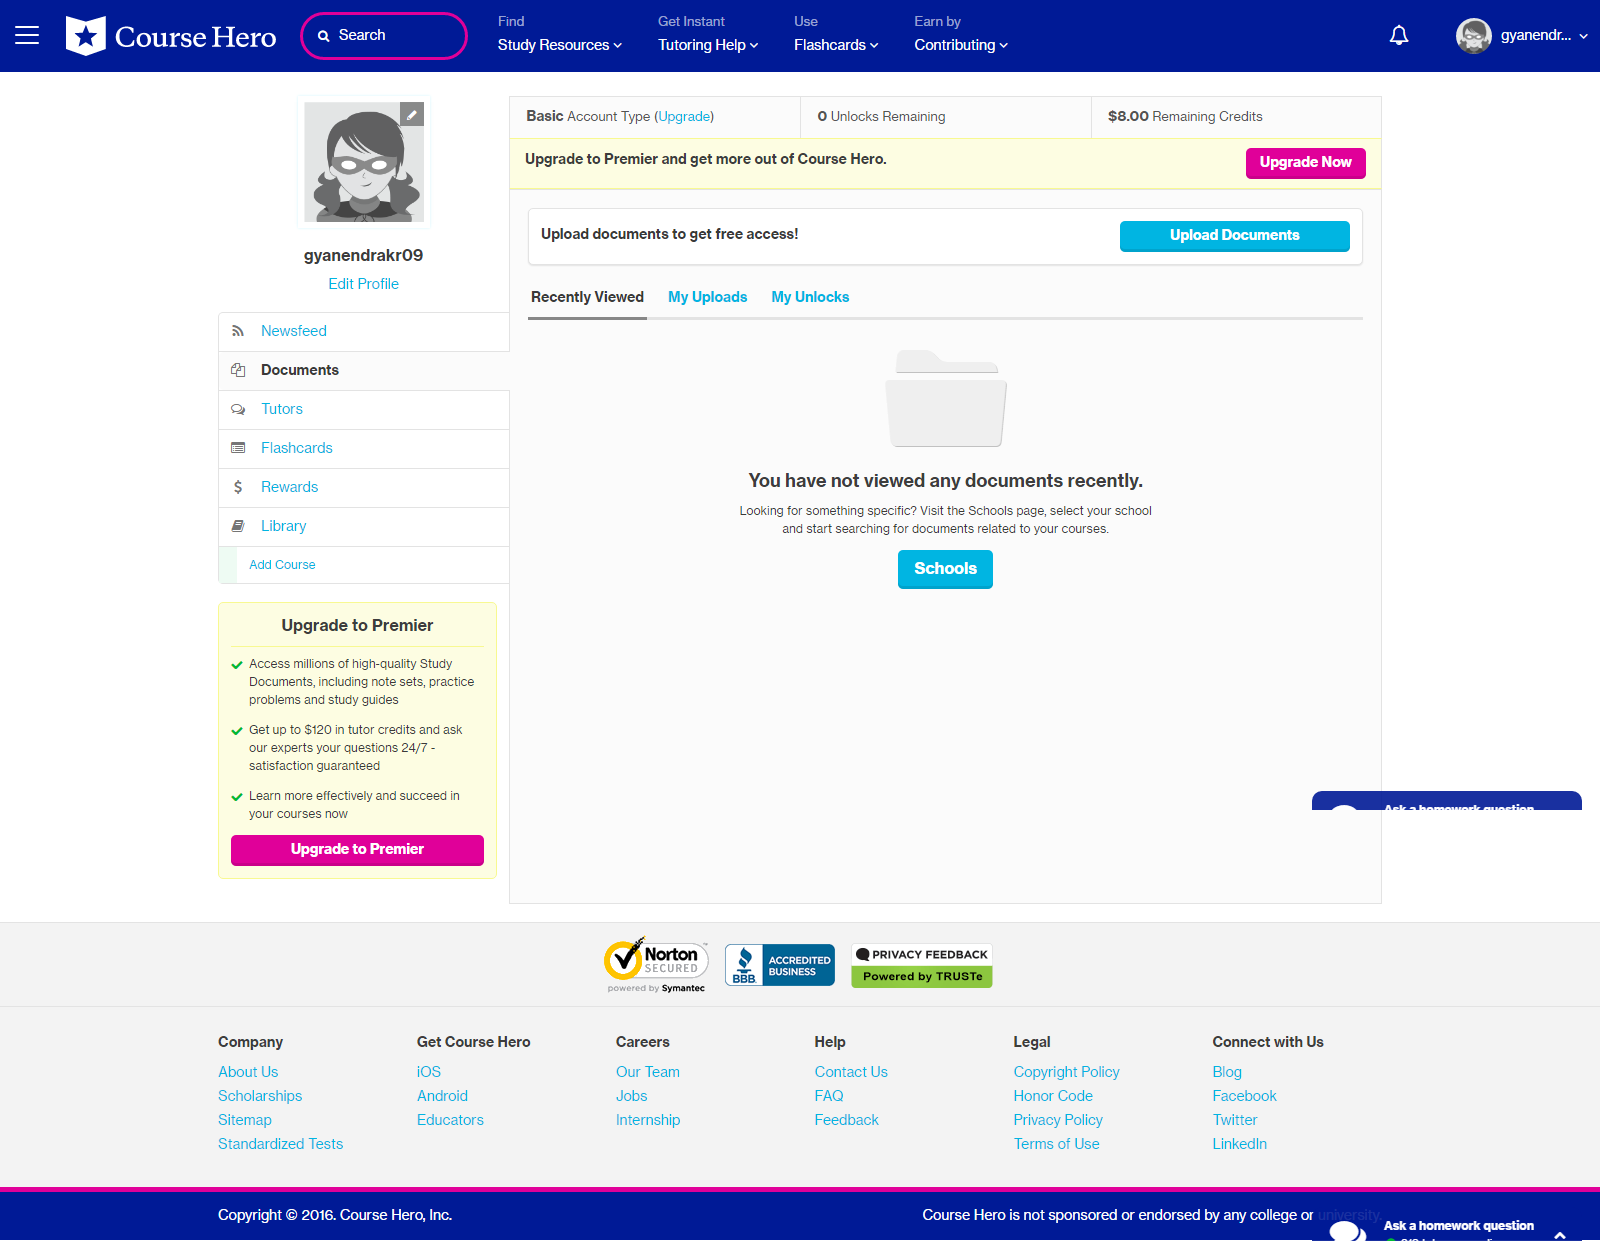 Course Hero
Search
Find
Study Resources
Get Instant
Tutoring Help
Use
Flashcards
Earn by
Contributing
gyanendr...
gyanendrakr09
Edit Profile
Newsfeed
Documents
Tutors
Flashcards
$ Rewards
Library
Add Course
Upgrade to Premier
Access millions of high-quality Study
Documents, including note sets, practice
problems and study guides
Get up to $120 in tutor credits and ask
our experts your questions 24/7 -
satisfaction guaranteed
Learn more effectively and succeed in
your courses now
Upgrade to Premier
Basic Account Type (Upgrade)
0 Unlocks Remaining
$8.00 Remaining Credits
Upgrade to Premier and get more out of Course Hero.
Upgrade Now
Upload documents to get free access!
Upload Documents
Recently Viewed
My Uploads
My Unlocks
You have not viewed any documents recently.
Looking for something specific? Visit the Schools page, select your school
and start searching for documents related to your courses.
Schools
Ask a homework question
Norton
SECURED
powered by Symantec
BBB.
ACCREDITED
BUSINESS
PRIVACY FEEDBACK
Powered by TRUSTe
Company
About Us
Scholarships
Sitemap
Standardized Tests
Get Course Hero
iOS
Android
Educators
Careers
Our Team
Jobs
Internship
Help
Contact Us
FAQ
Feedback
Legal
Copyright Policy
Honor Code
Privacy Policy
Terms of Use
Connect with Us
Blog
Facebook
Twitter
LinkedIn
Copyright © 2016. Course Hero, Inc.
Course Hero is not sponsored or endorsed by any college or university.
Ask a homework question